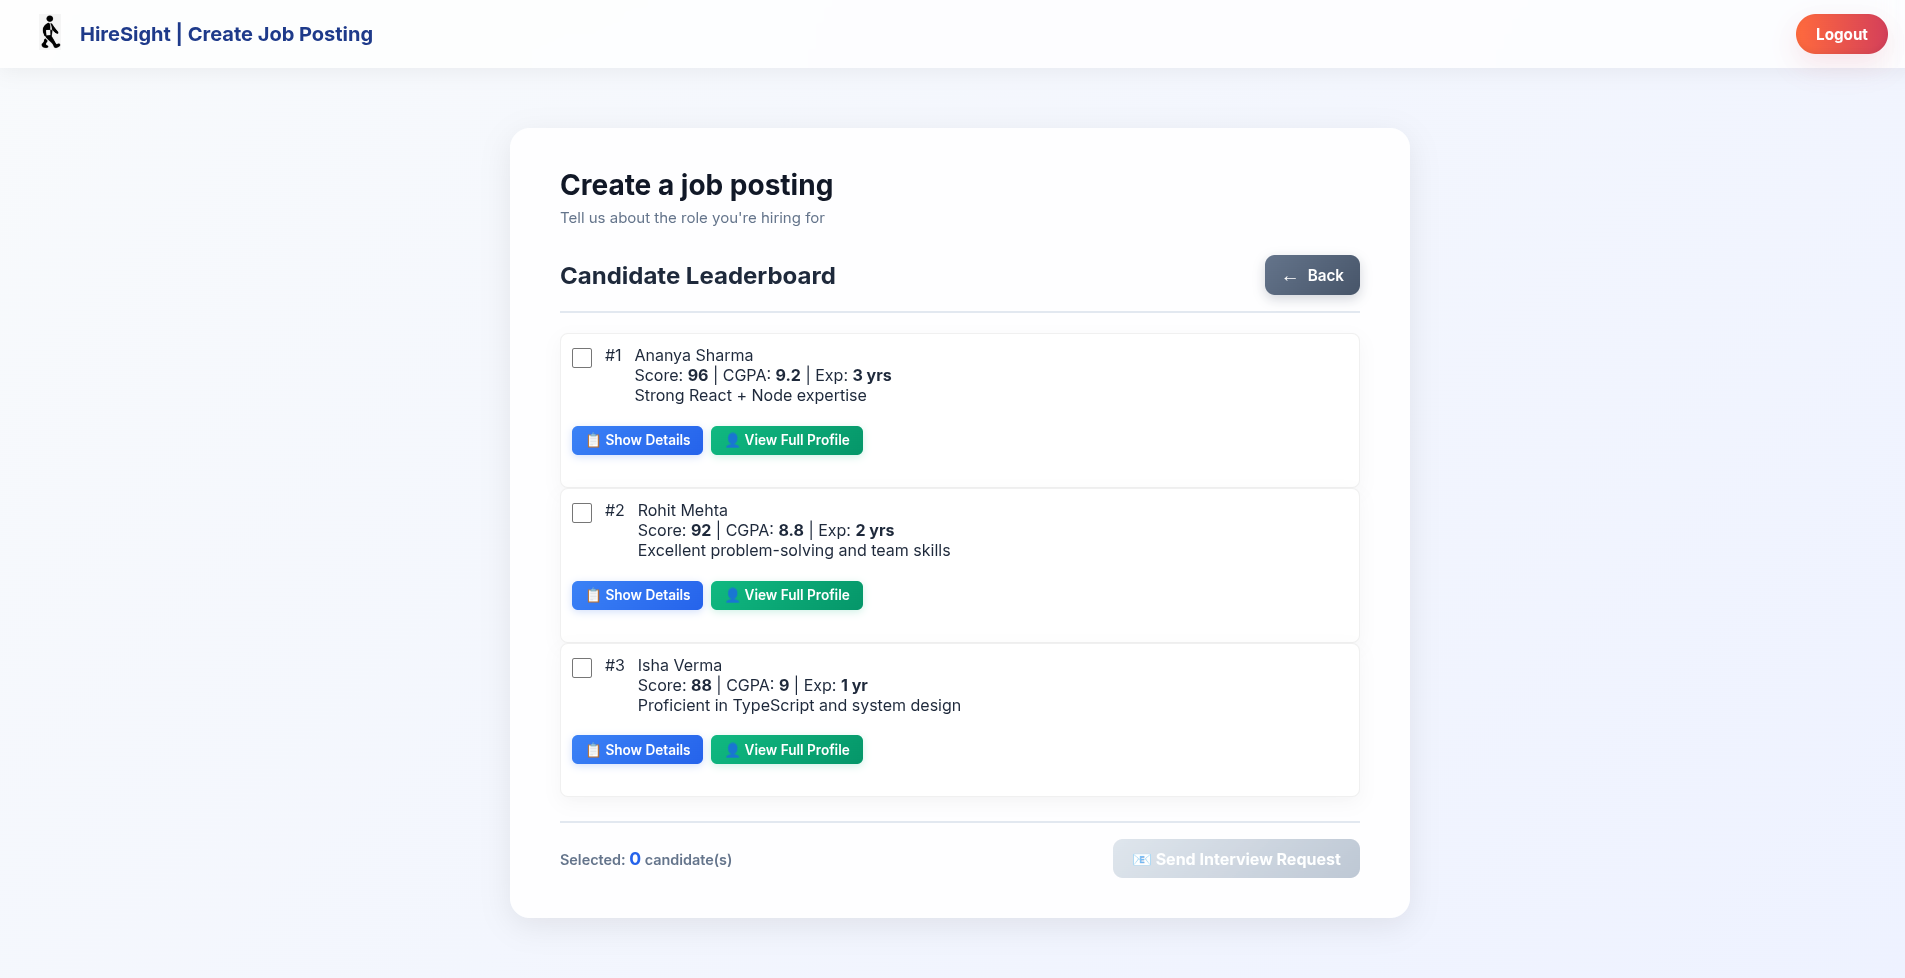 HireSight | Create Job Posting
Logout
Create a job posting
Tell us about the role you're hiring for
Candidate Leaderboard
← Back
#1 Ananya Sharma
Score: 96 | CGPA: 9.2 | Exp: 3 yrs
Strong React + Node expertise
📋 Show Details 👤 View Full Profile
#2 Rohit Mehta
Score: 92 | CGPA: 8.8 | Exp: 2 yrs
Excellent problem-solving and team skills
📋 Show Details 👤 View Full Profile
#3 Isha Verma
Score: 88 | CGPA: 9 | Exp: 1 yr
Proficient in TypeScript and system design
📋 Show Details 👤 View Full Profile
Selected: 0 candidate(s)
📧 Send Interview Request